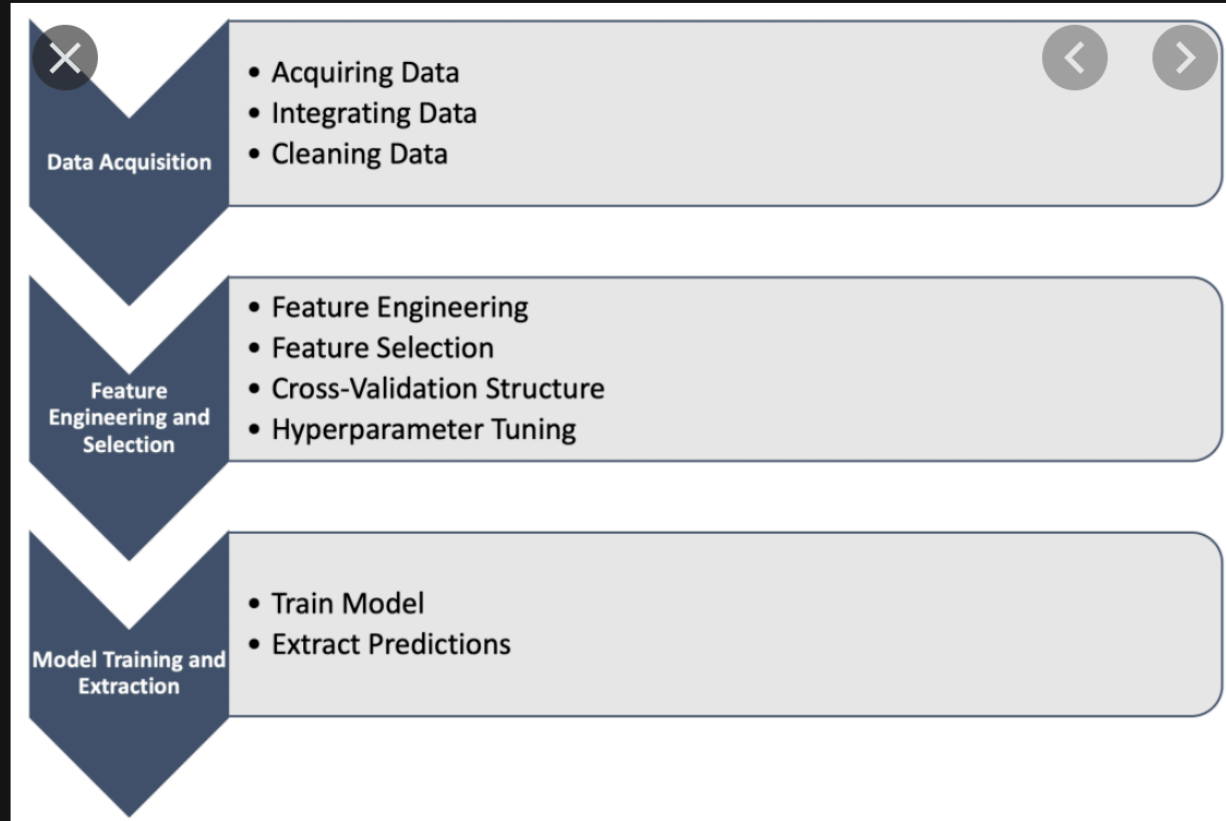 Data Acquisition
• Acquiring Data
• Integrating Data
• Cleaning Data
Feature
Engineering and
Selection
• Feature Engineering
• Feature Selection
• Cross-Validation Structure
• Hyperparameter Tuning
Model Training and
Extraction
• Train Model
• Extract Predictions